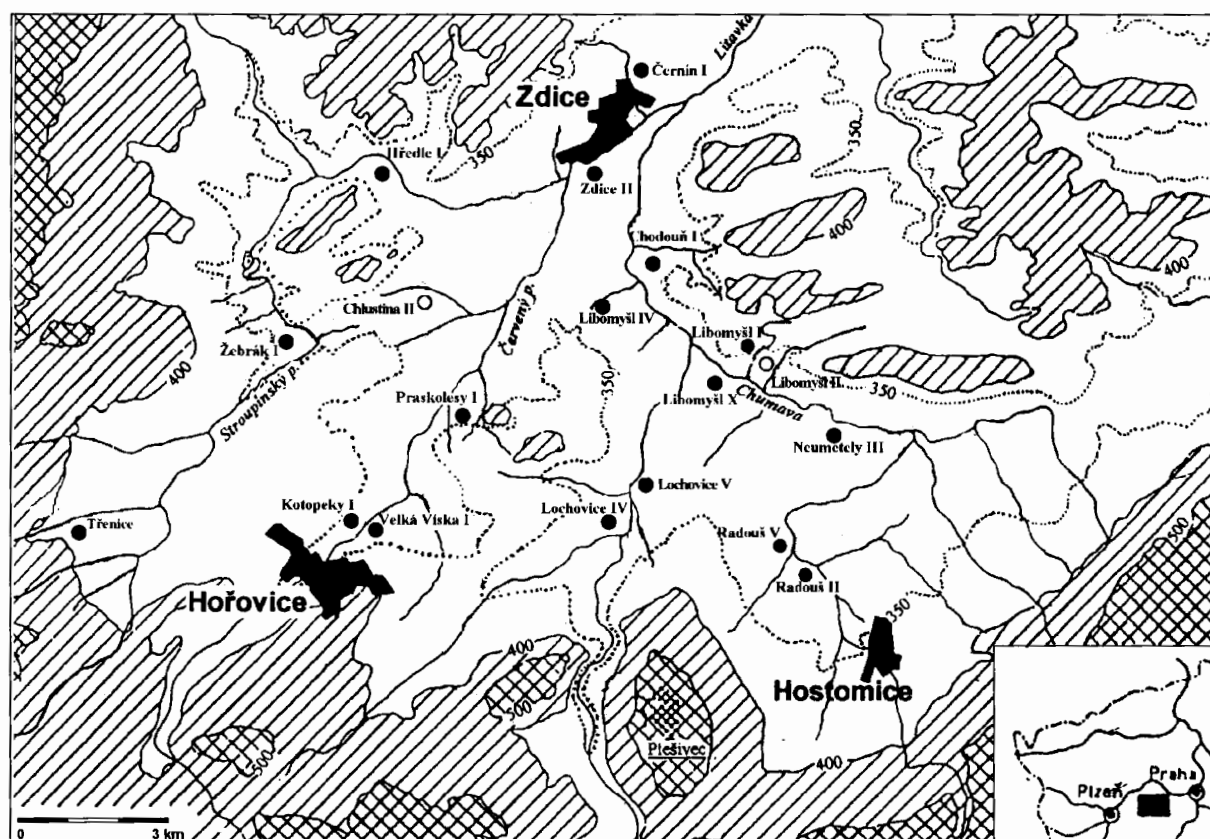 Litavka
Černín I
Zdice
350
350
Hředle I
Zdice II
400
Chodouň I
400
Chlustina II
Červený p.
Libomyšl IV
Libomyšl I
Žebrák I
400
350
Libomyšl II
350
Stroupinský p.
Praskolesy I
Libomyšl X
Chumava
Neumětely III
Lochovice V
Kotopeky I
Velká Víska I
Lochovice IV
500
Třenice
Radouš V
Radouš II
Hořovice
350
400
Hostomice
500
Plešivec
500
400
Praha
Plzeň
0 3 km